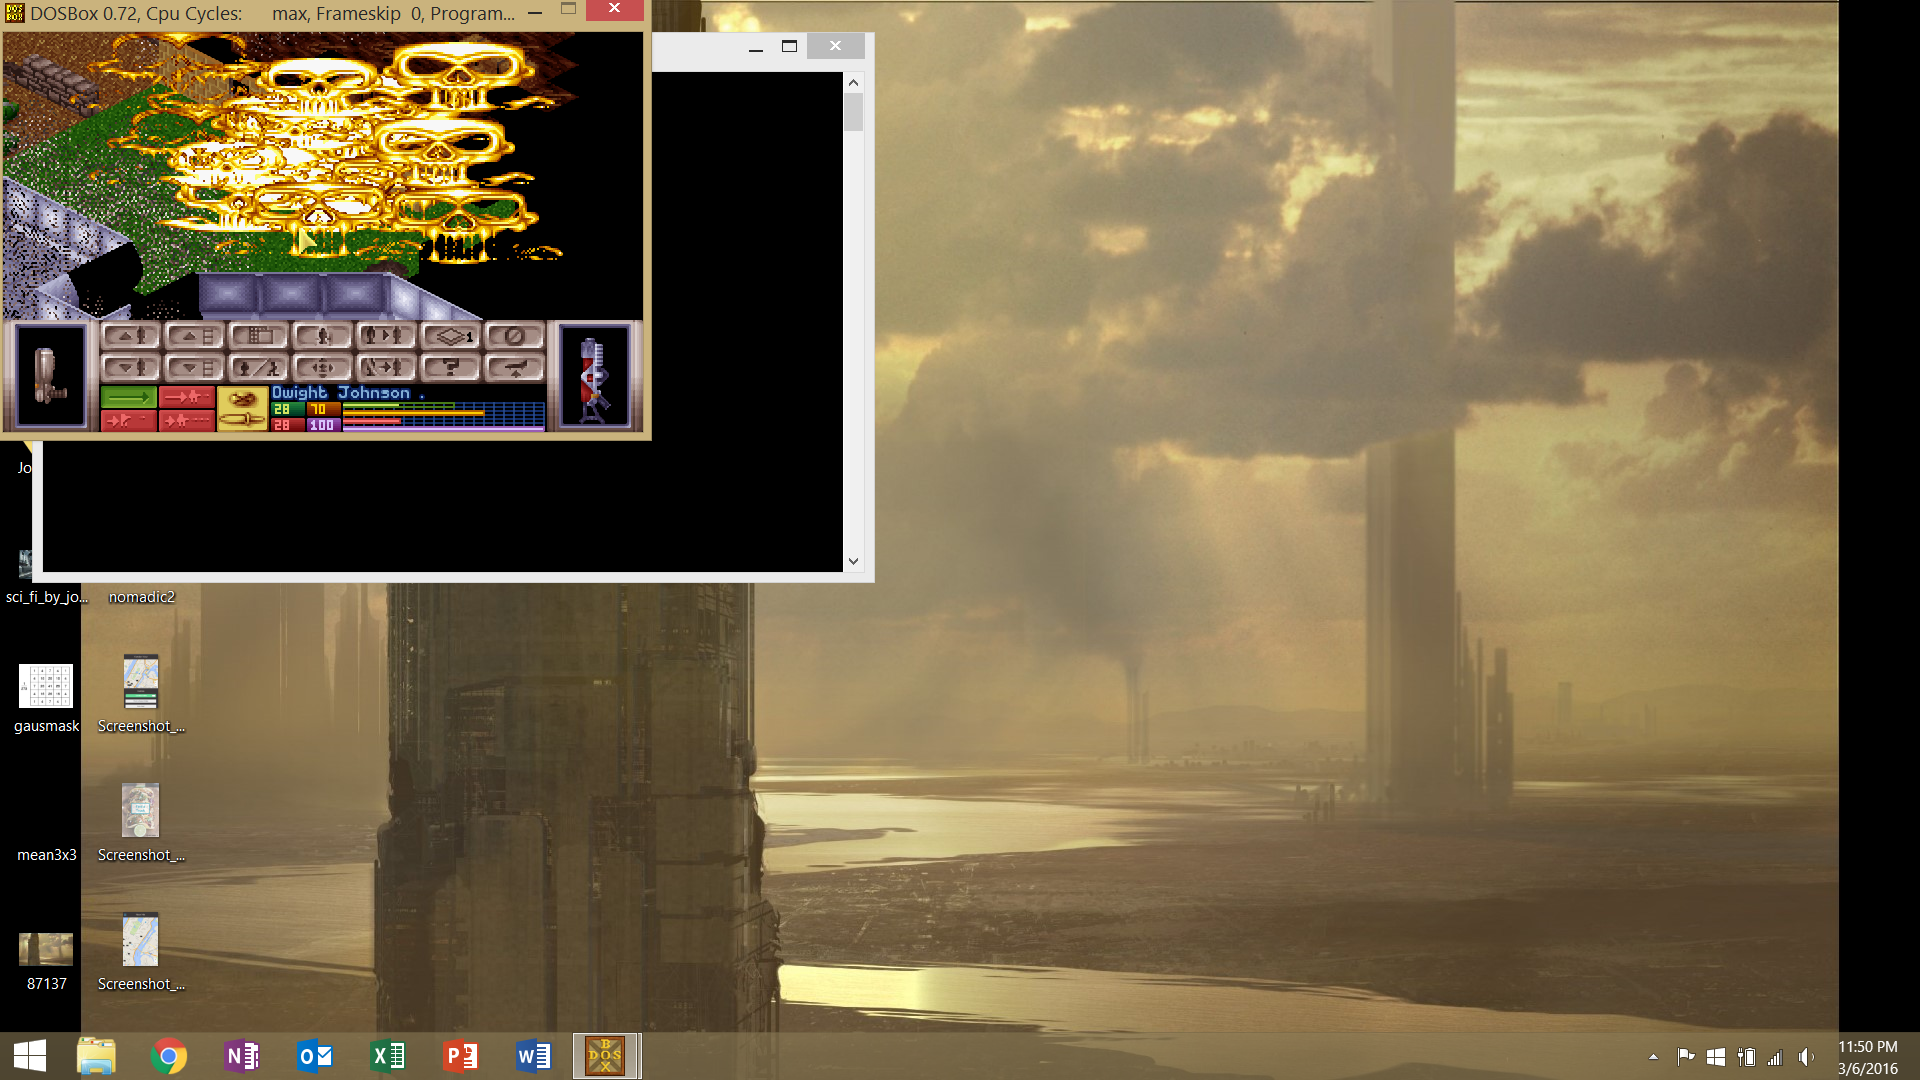 DOSBox 0.72, Cpu Cycles: max, Frameskip 0, Program...
1
Dwight Johnson .
28 70
28 100
Jo
sci_fi_by_jo...
nomadic2
gausmask
Screenshot_...
mean3x3
Screenshot_...
87137
Screenshot_...
11:50 PM
3/6/2016